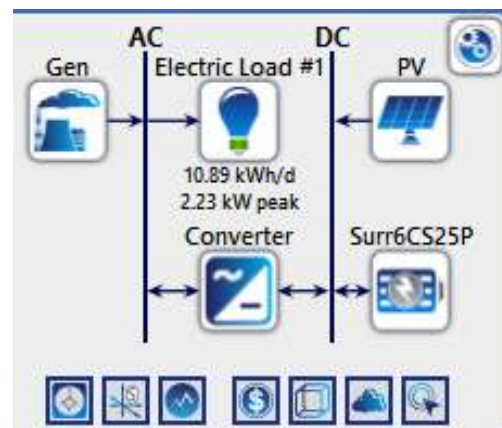 AC DC
Gen Electric Load #1 PV
10.89 kWh/d
2.23 kW peak
Converter Surr6CS25P